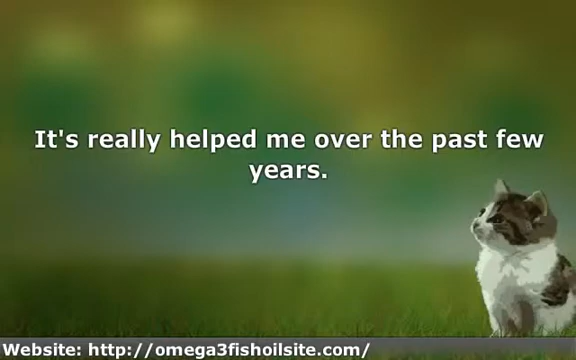 It's really helped me over the past few
years.
Website: http://omega3fishoilsite.com/